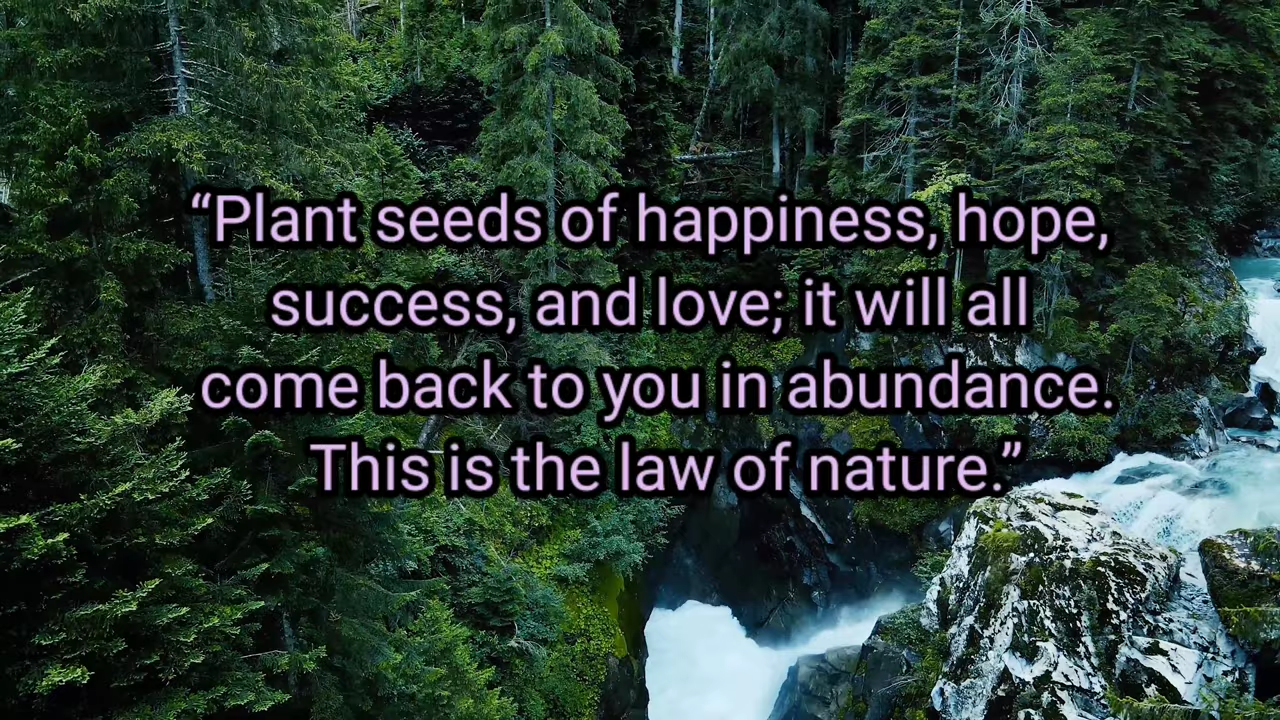 “Plant seeds of happiness, hope,
success, and love; it will all
come back to you in abundance.
This is the law of nature.”